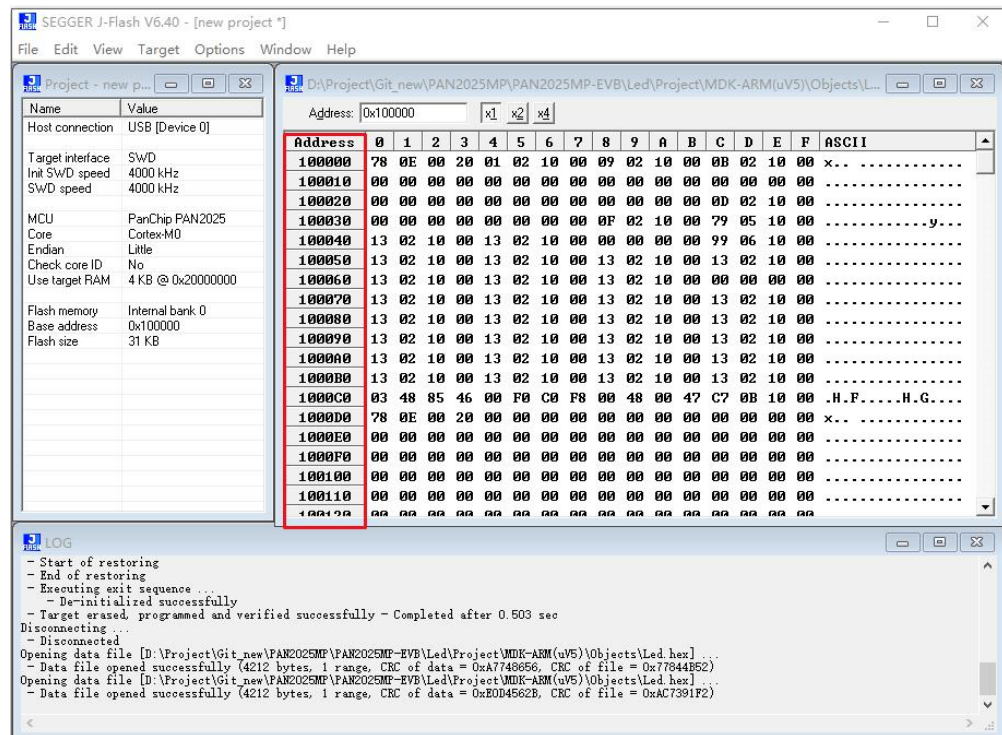 SEGGER J-Flash V6.40 - [new project *]
File Edit View Target Options Window Help
Project - new p...
Name Value
Host connection USB [Device 0]
Target interface SWD
Init SWD speed 4000 kHz
SWD speed 4000 kHz
MCU PanChip PAN2025
Core Cortex-M0
Endian Little
Check core ID No
Use target RAM 4 KB @ 0x20000000
Flash memory Internal bank 0
Base address 0x100000
Flash size 31 KB
D:\Project\Git_new\PAN2025MP\PAN2025MP-EVB\Led\Project\MDK-ARM(uV5)\Objects\L...
Address: 0x100000 x1 x2 x4
Address 0 1 2 3 4 5 6 7 8 9 A B C D E F ASCII
100000 78 0E 00 20 01 02 10 00 09 02 10 00 0B 02 10 00 x.. ............
100010 00 00 00 00 00 00 00 00 00 00 00 00 00 00 00 00 ................
100020 00 00 00 00 00 00 00 00 00 00 00 00 0D 02 10 00 ................
100030 00 00 00 00 00 00 00 00 0F 02 10 00 79 05 10 00 ............y...
100040 13 02 10 00 13 02 10 00 00 00 00 00 99 06 10 00 ................
100050 13 02 10 00 13 02 10 00 13 02 10 00 13 02 10 00 ................
100060 13 02 10 00 13 02 10 00 13 02 10 00 00 00 00 00 ................
100070 13 02 10 00 13 02 10 00 00 00 00 00 13 02 10 00 ................
100080 13 02 10 00 13 02 10 00 13 02 10 00 13 02 10 00 ................
100090 13 02 10 00 13 02 10 00 13 02 10 00 13 02 10 00 ................
1000A0 13 02 10 00 13 02 10 00 13 02 10 00 13 02 10 00 ................
1000B0 13 02 10 00 13 02 10 00 13 02 10 00 13 02 10 00 ................
1000C0 03 48 85 46 00 F0 C0 F8 00 48 00 47 C7 0B 10 00 .H.F.....H.G....
1000D0 78 0E 00 20 00 00 00 00 00 00 00 00 00 00 00 00 x.. ............
1000E0 00 00 00 00 00 00 00 00 00 00 00 00 00 00 00 00 ................
1000F0 00 00 00 00 00 00 00 00 00 00 00 00 00 00 00 00 ................
100100 00 00 00 00 00 00 00 00 00 00 00 00 00 00 00 00 ................
100110 00 00 00 00 00 00 00 00 00 00 00 00 00 00 00 00 ................
100120 00 00 00 00 00 00 00 00 00 00 00 00 00 00 00 00
LOG
- Start of restoring
- End of restoring
- Executing exit sequence ...
- De-initialized successfully
- Target erased, programmed and verified successfully - Completed after 0.503 sec
Disconnecting ...
- Disconnected
Opening data file [D:\Project\Git_new\PAN2025MP\PAN2025MP-EVB\Led\Project\MDK-ARM(uV5)\Objects\Led.hex] ...
- Data file opened successfully (4212 bytes, 1 range, CRC of data = 0xA7748656, CRC of file = 0x77844B52)
Opening data file [D:\Project\Git_new\PAN2025MP\PAN2025MP-EVB\Led\Project\MDK-ARM(uV5)\Objects\Led.hex] ...
- Data file opened successfully (4212 bytes, 1 range, CRC of data = 0xE0D4562B, CRC of file = 0xAC7391F2)